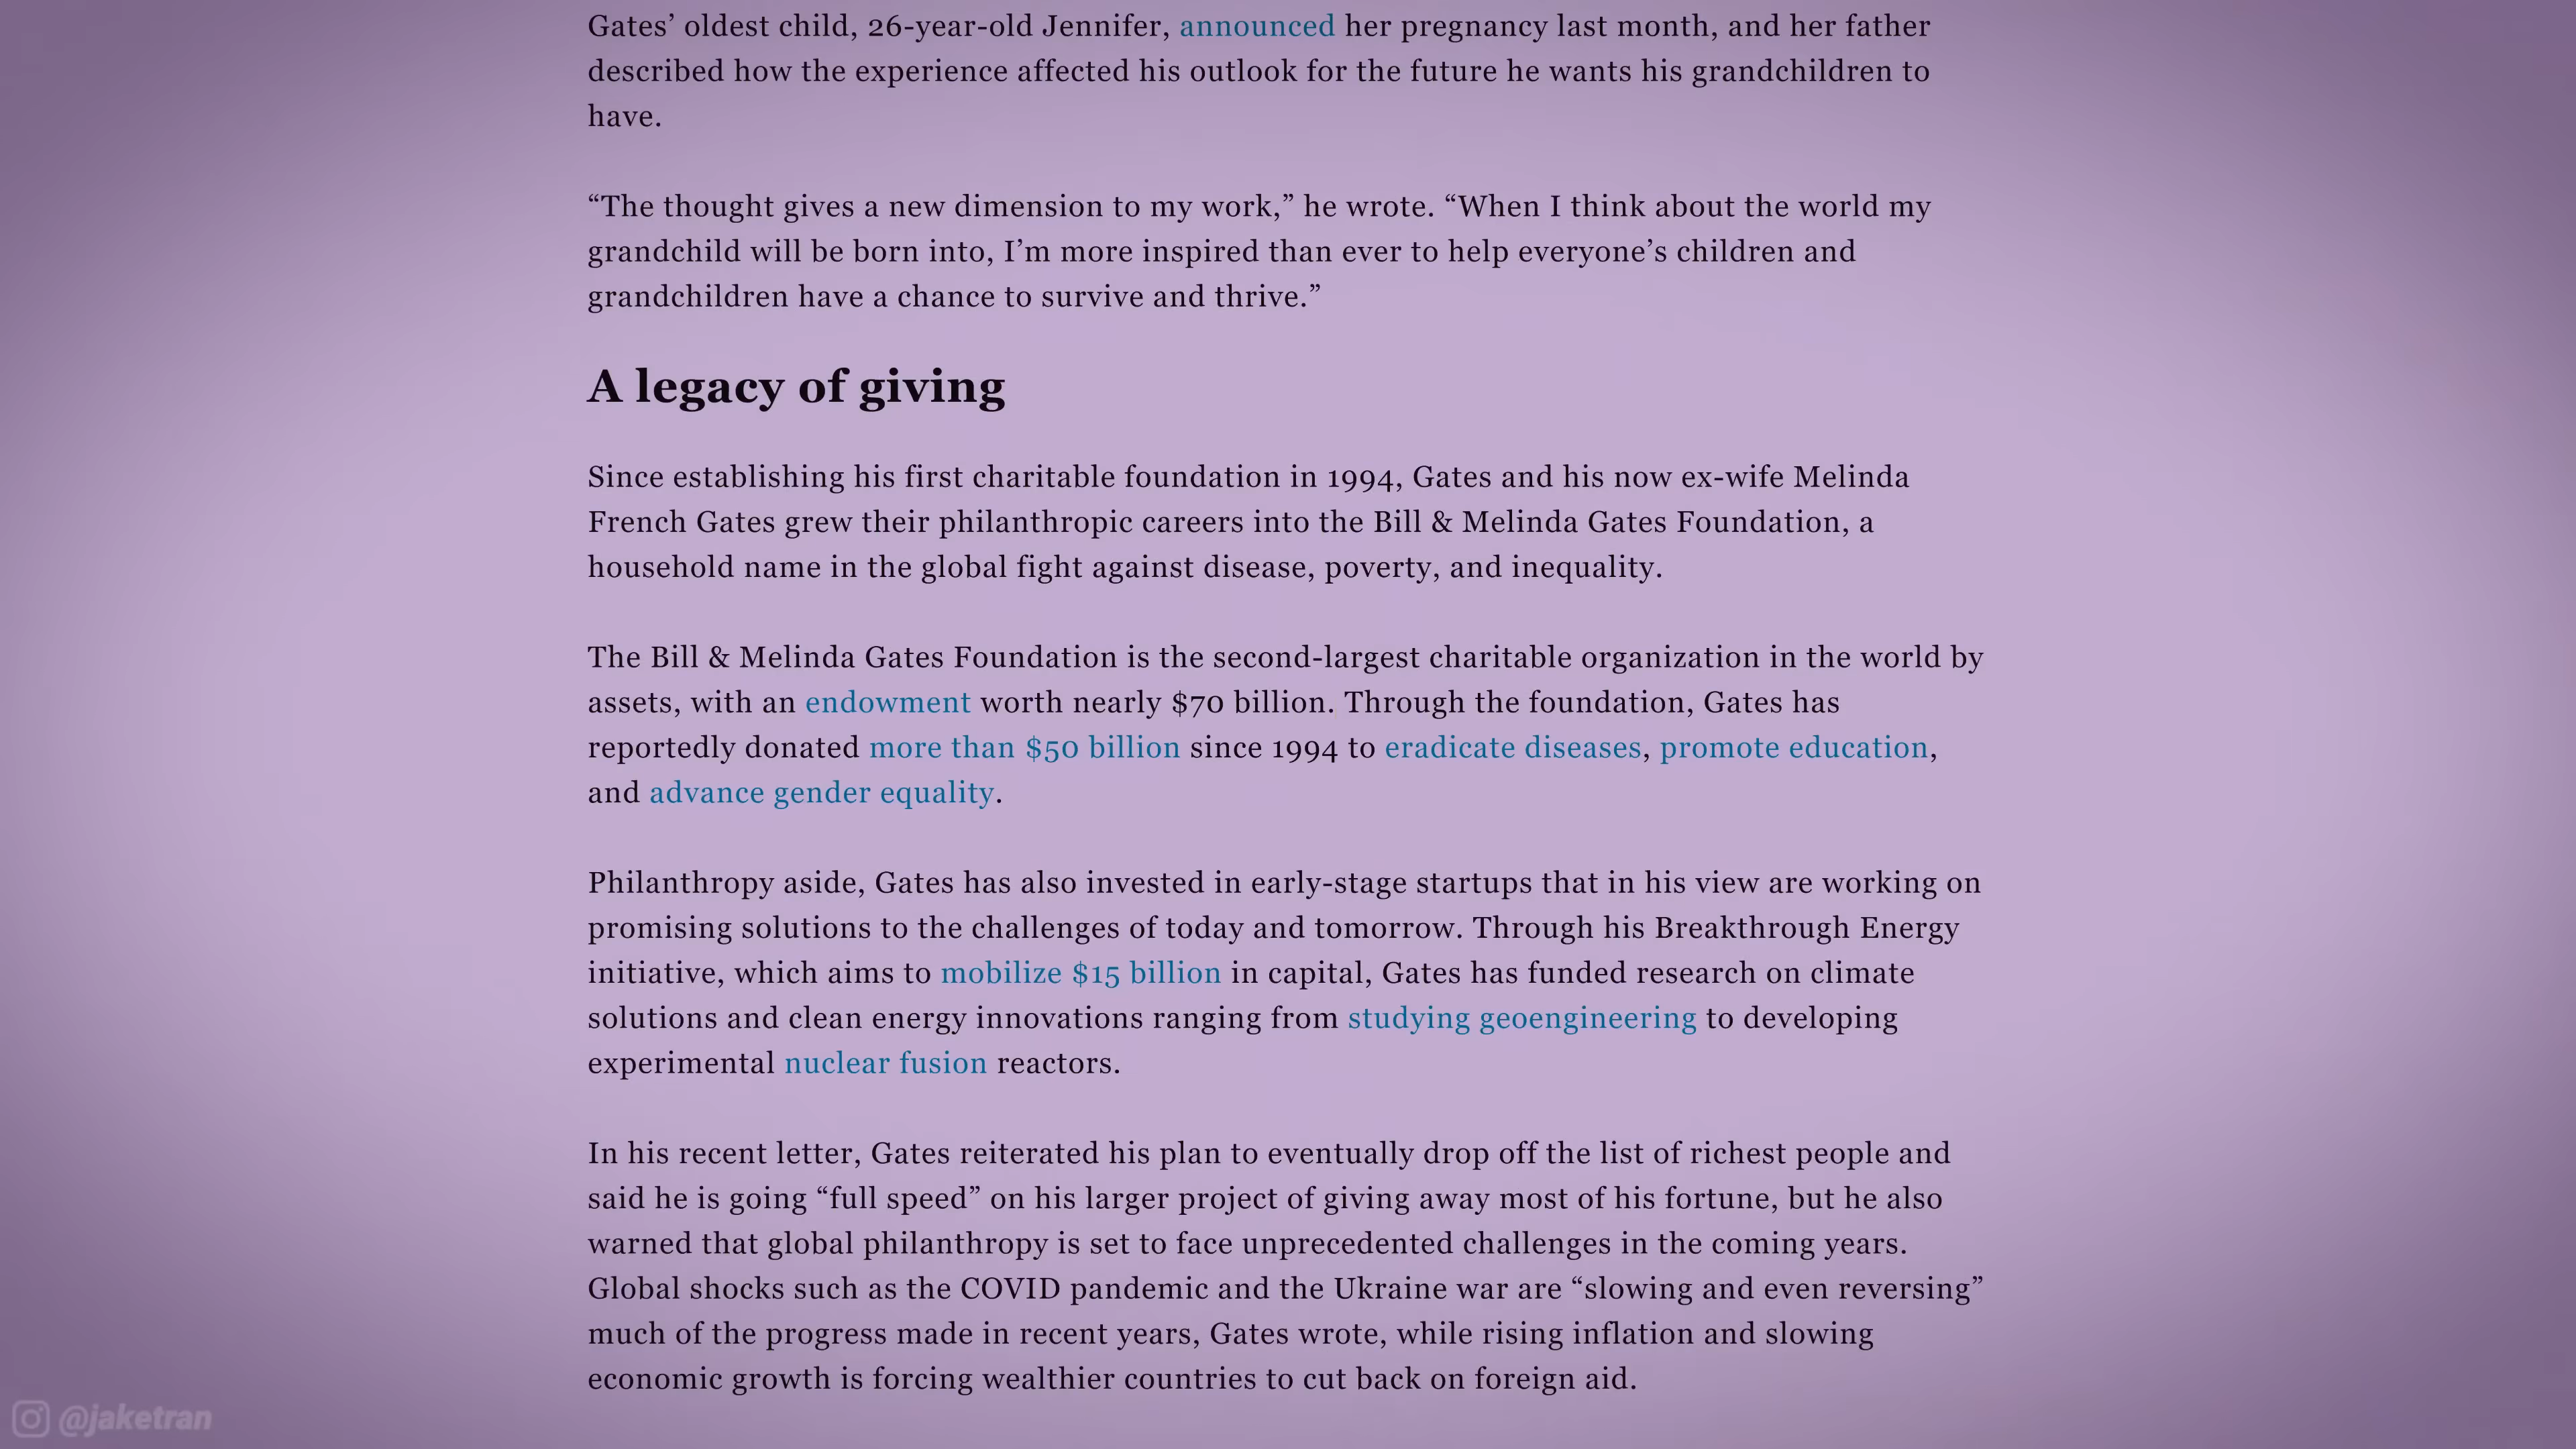 Gates’ oldest child, 26-year-old Jennifer, announced her pregnancy last month, and her father
described how the experience affected his outlook for the future he wants his grandchildren to
have.
“The thought gives a new dimension to my work,” he wrote. “When I think about the world my
grandchild will be born into, I’m more inspired than ever to help everyone’s children and
grandchildren have a chance to survive and thrive.”
A legacy of giving
Since establishing his first charitable foundation in 1994, Gates and his now ex-wife Melinda
French Gates grew their philanthropic careers into the Bill & Melinda Gates Foundation, a
household name in the global fight against disease, poverty, and inequality.
The Bill & Melinda Gates Foundation is the second-largest charitable organization in the world by
assets, with an endowment worth nearly $70 billion. Through the foundation, Gates has
reportedly donated more than $50 billion since 1994 to eradicate diseases, promote education,
and advance gender equality.
Philanthropy aside, Gates has also invested in early-stage startups that in his view are working on
promising solutions to the challenges of today and tomorrow. Through his Breakthrough Energy
initiative, which aims to mobilize $15 billion in capital, Gates has funded research on climate
solutions and clean energy innovations ranging from studying geoengineering to developing
experimental nuclear fusion reactors.
In his recent letter, Gates reiterated his plan to eventually drop off the list of richest people and
said he is going “full speed” on his larger project of giving away most of his fortune, but he also
warned that global philanthropy is set to face unprecedented challenges in the coming years.
Global shocks such as the COVID pandemic and the Ukraine war are “slowing and even reversing”
much of the progress made in recent years, Gates wrote, while rising inflation and slowing
economic growth is forcing wealthier countries to cut back on foreign aid.
@jaketran